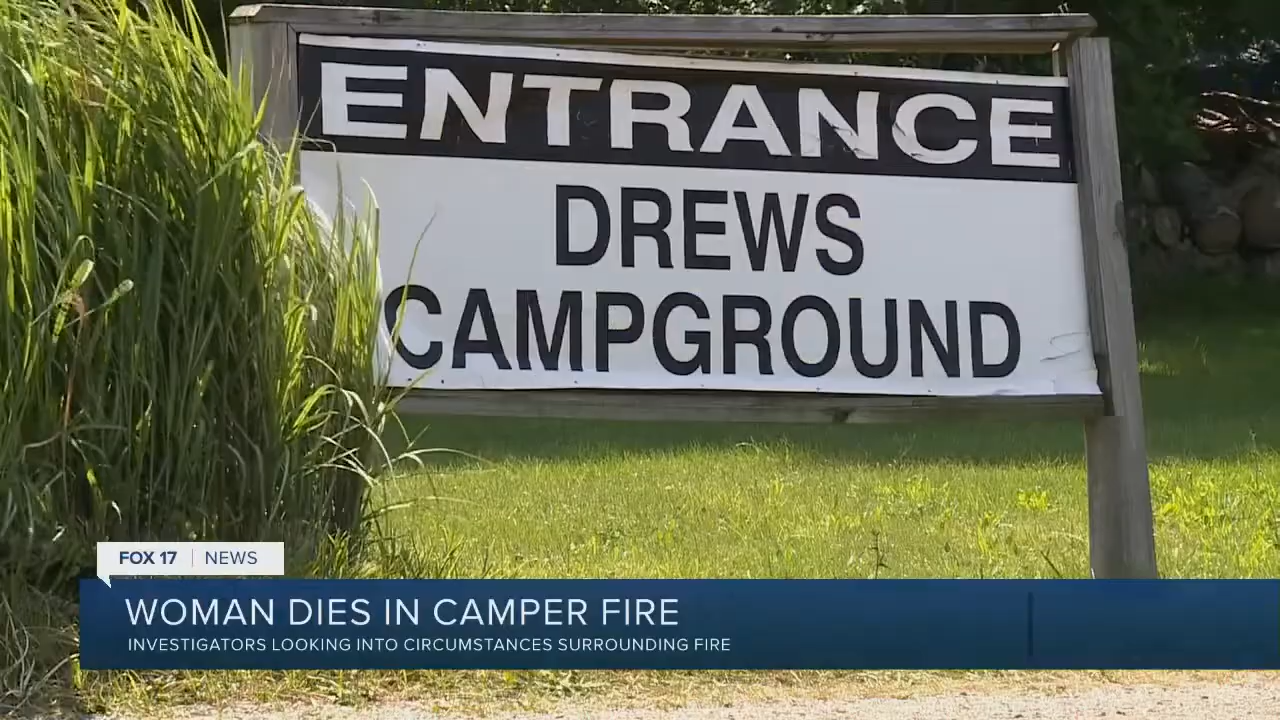 ENTRANCE
DREWS
CAMPGROUND
FOX 17 | NEWS
WOMAN DIES IN CAMPER FIRE
INVESTIGATORS LOOKING INTO CIRCUMSTANCES SURROUNDING FIRE